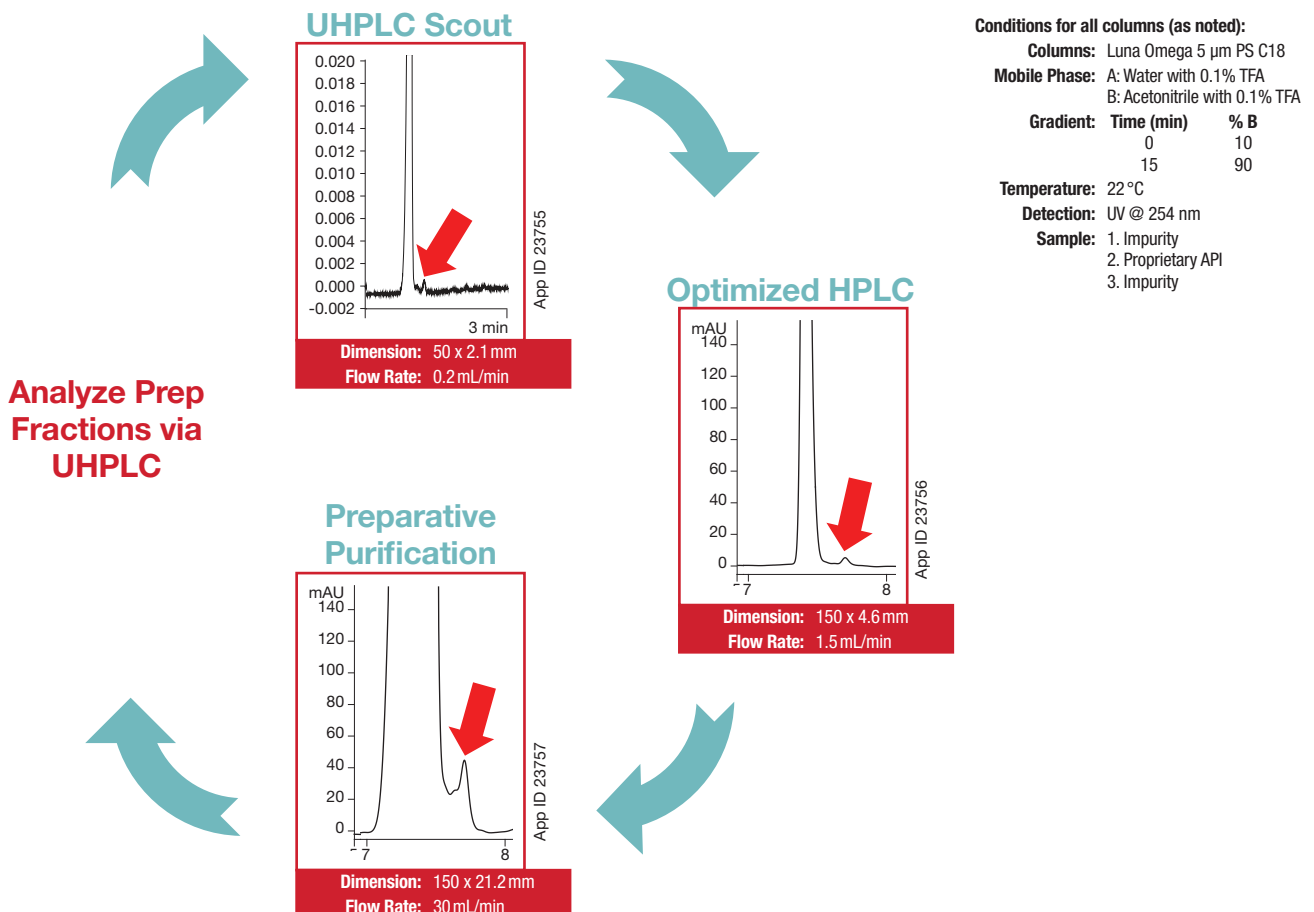 UHPLC Scout
0.020
0.018
0.016
0.014
0.012
0.010
0.008
0.006
0.004
0.002
0.000
-0.002
3 min
App ID 23755
Dimension: 50 x 2.1 mm
Flow Rate: 0.2 mL/min
Conditions for all columns (as noted):
Columns: Luna Omega 5 µm PS C18
Mobile Phase: A: Water with 0.1% TFA
B: Acetonitrile with 0.1% TFA
Gradient: Time (min) % B
0 10
15 90
Temperature: 22 °C
Detection: UV @ 254 nm
Sample: 1. Impurity
2. Proprietary API
3. Impurity
Optimized HPLC
mAU
140
120
100
80
60
40
20
0
7 8
App ID 23756
Dimension: 150 x 4.6 mm
Flow Rate: 1.5 mL/min
Preparative
Purification
mAU
140
120
100
80
60
40
20
0
7 8
App ID 23757
Dimension: 150 x 21.2 mm
Flow Rate: 30 mL/min
Analyze Prep
Fractions via
UHPLC